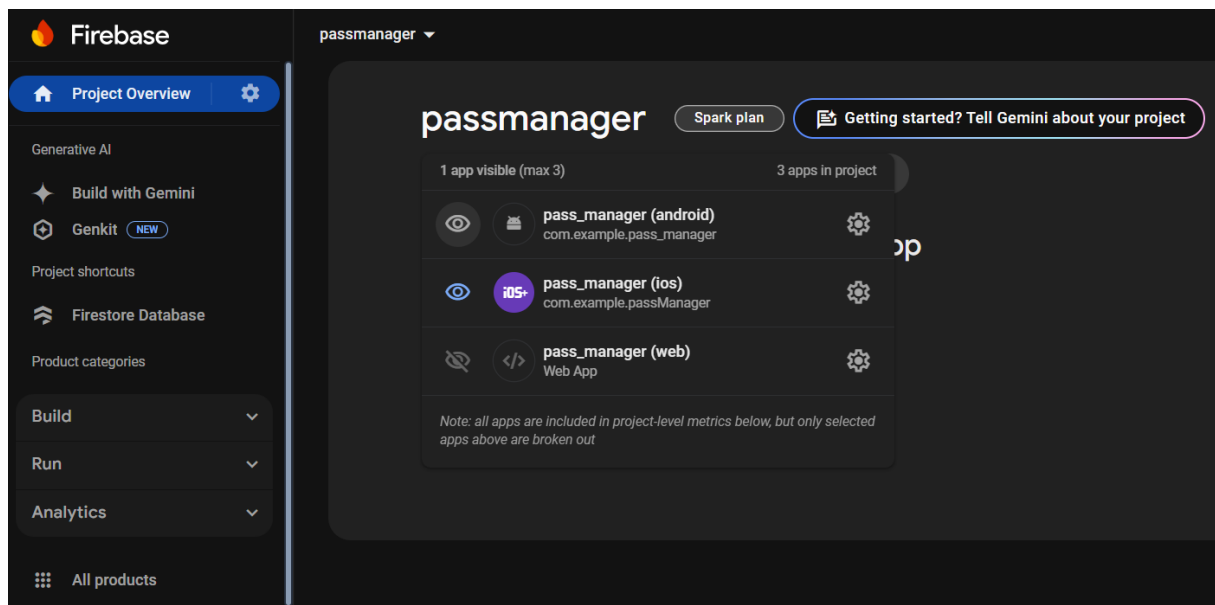 Firebase
Project Overview
Generative AI
Build with Gemini
Genkit NEW
Project shortcuts
Firestore Database
Product categories
Build
Run
Analytics
All products
passmanager
passmanager Spark plan Getting started? Tell Gemini about your project
1 app visible (max 3) 3 apps in project
pass_manager (android)
com.example.pass_manager
iOS+ pass_manager (ios)
com.example.passManager
</> pass_manager (web)
Web App
Note: all apps are included in project-level metrics below, but only selected
apps above are broken out